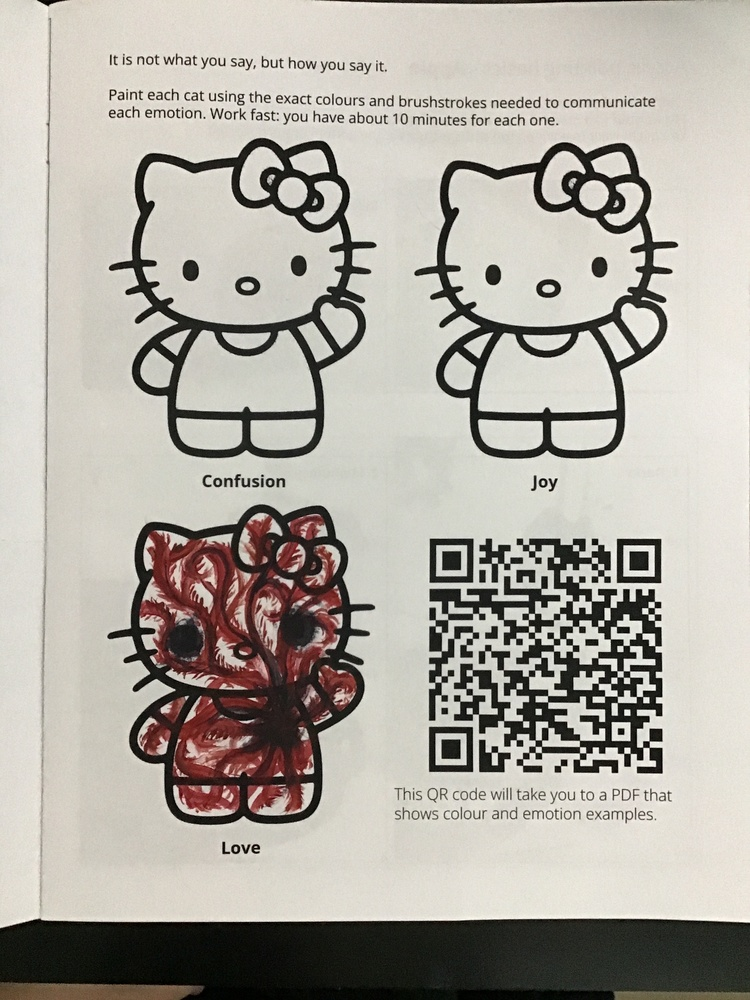 It is not what you say, but how you say it.
Paint each cat using the exact colours and brushstrokes needed to communicate
each emotion. Work fast: you have about 10 minutes for each one.
Confusion
Joy
Love
This QR code will take you to a PDF that
shows colour and emotion examples.